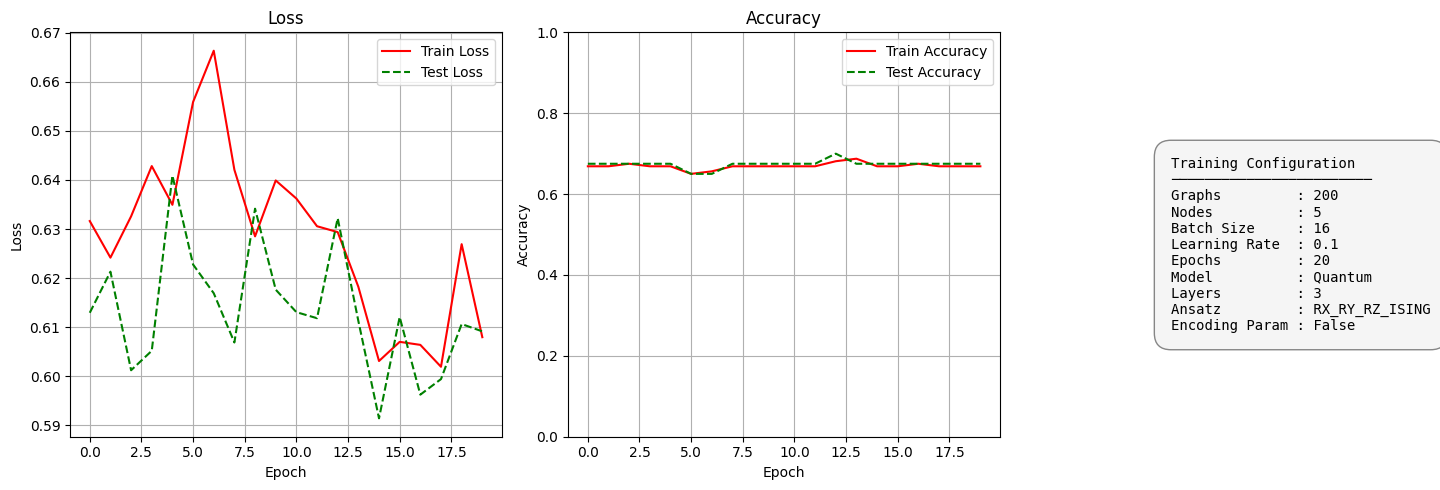 Loss
0.67
0.66
0.65
0.64
0.63
0.62
0.61
0.60
0.59
Loss
0.0 2.5 5.0 7.5 10.0 12.5 15.0 17.5
Epoch
Train Loss
Test Loss
Accuracy
1.0
0.8
0.6
0.4
0.2
0.0
Accuracy
0.0 2.5 5.0 7.5 10.0 12.5 15.0 17.5
Epoch
Train Accuracy
Test Accuracy
Training Configuration
Graphs : 200
Nodes : 5
Batch Size : 16
Learning Rate : 0.1
Epochs : 20
Model : Quantum
Layers : 3
Ansatz : RX_RY_RZ_ISING
Encoding Param : False